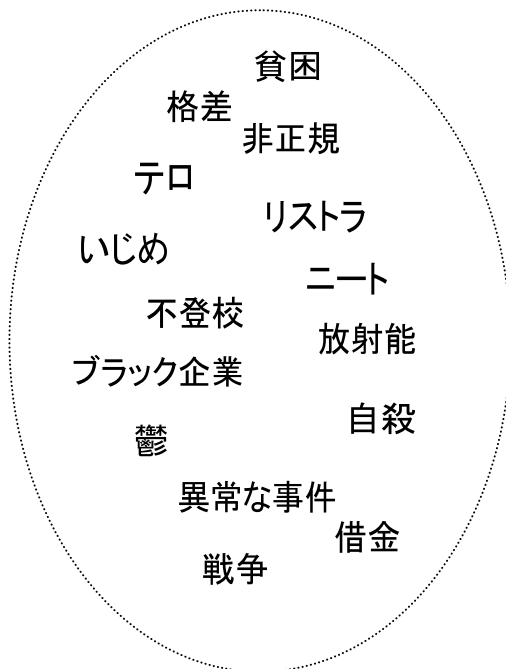 貧困
格差
非正規
テロ
リストラ
いじめ
ニート
不登校
放射能
ブラック企業
自殺
鬱
異常な事件
借金
戦争